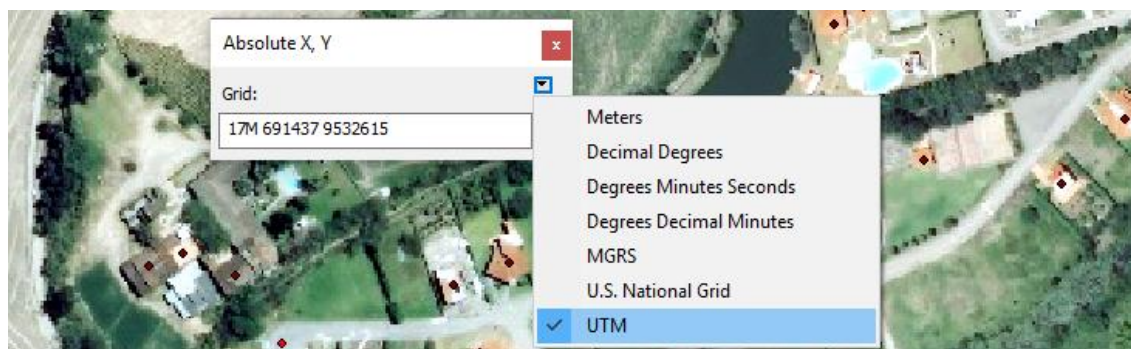 Absolute X, Y
x
Grid:
17M 691437 9532615
Meters
Decimal Degrees
Degrees Minutes Seconds
Degrees Decimal Minutes
MGRS
U.S. National Grid
UTM